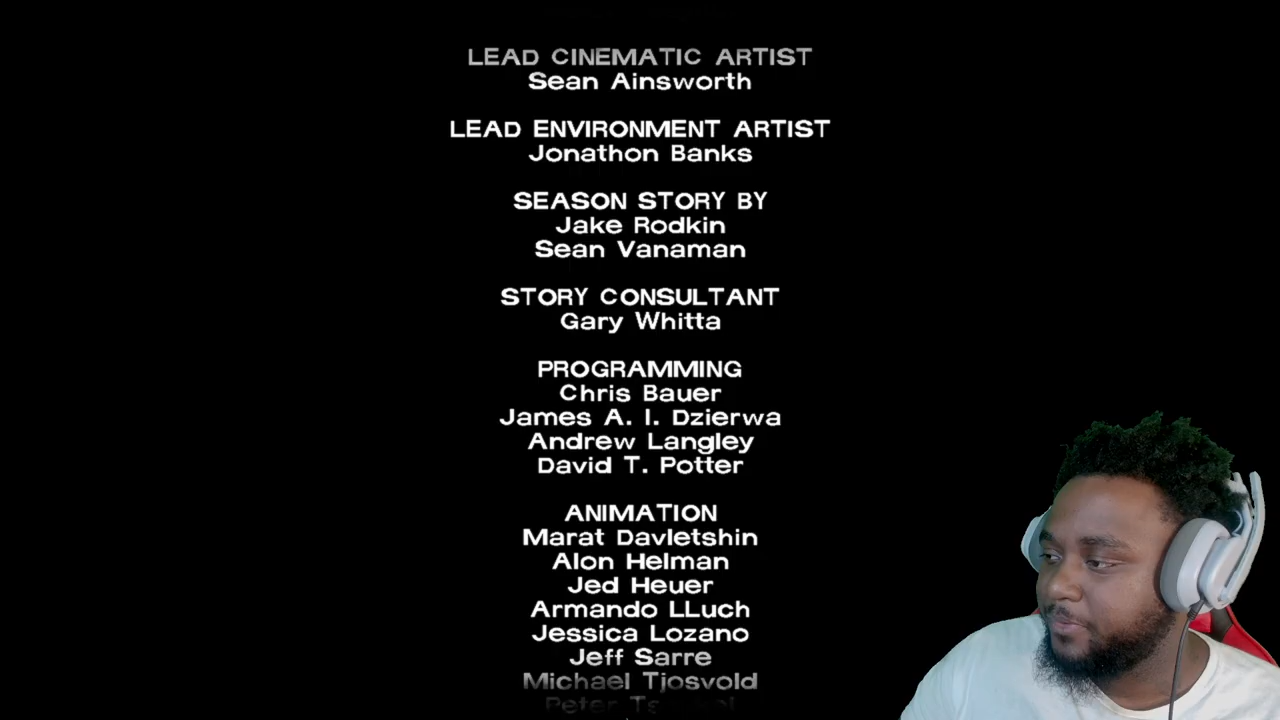 LEAD CINEMATIC ARTIST
Sean Ainsworth
LEAD ENVIRONMENT ARTIST
Jonathon Banks
SEASON STORY BY
Jake Rodkin
Sean Vanaman
STORY CONSULTANT
Gary Whitta
PROGRAMMING
Chris Bauer
James A. I. Dzierwa
Andrew Langley
David T. Potter
ANIMATION
Marat Davletshin
Alon Helman
Jed Heuer
Armando LLuch
Jessica Lozano
Jeff Sarre
Michael Tjosvold
Peter